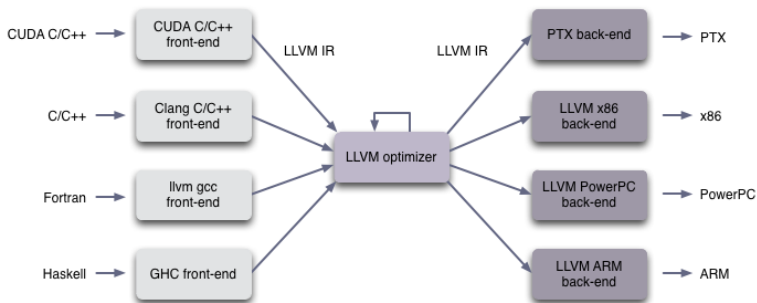 CUDA C/C++
CUDA C/C++
front-end
LLVM IR
LLVM IR
PTX back-end
PTX
C/C++
Clang C/C++
front-end
LLVM optimizer
LLVM x86
back-end
x86
Fortran
llvm gcc
front-end
LLVM PowerPC
back-end
PowerPC
Haskell
GHC front-end
LLVM ARM
back-end
ARM